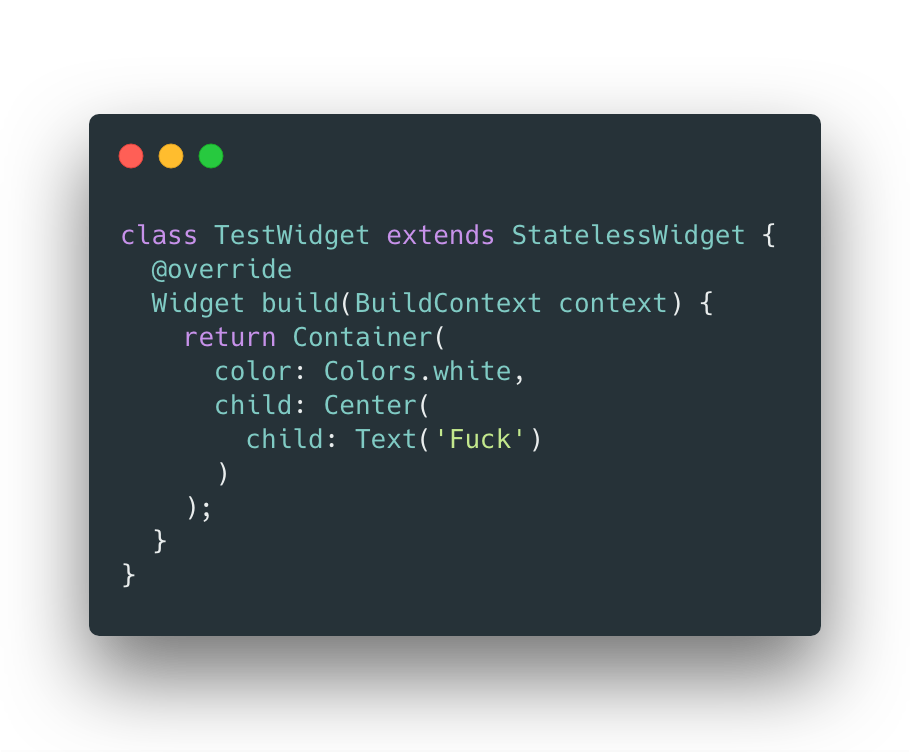 class TestWidget extends StatelessWidget {
  @override
  Widget build(BuildContext context) {
    return Container(
      color: Colors.white,
      child: Center(
        child: Text('Fuck')
      )
    );
  }
}